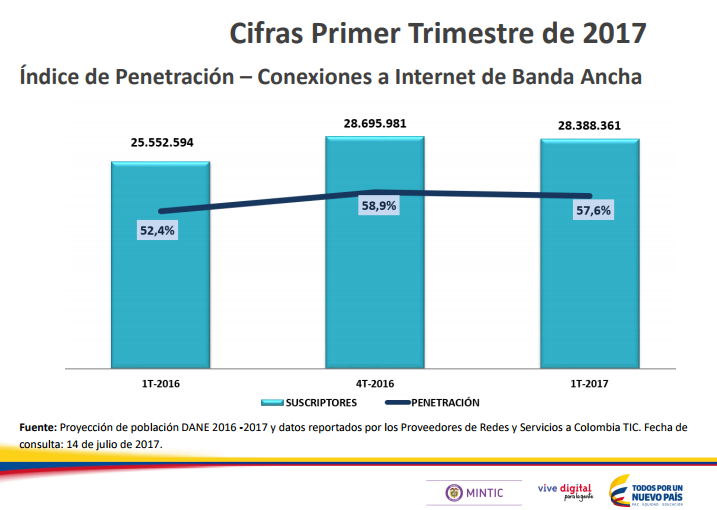 Cifras Primer Trimestre de 2017
Índice de Penetración – Conexiones a Internet de Banda Ancha
25.552.594
28.695.981
28.388.361
52,4%
58,9%
57,6%
1T-2016
4T-2016
1T-2017
SUSCRIPTORES
PENETRACIÓN
Fuente: Proyección de población DANE 2016 -2017 y datos reportados por los Proveedores de Redes y Servicios a Colombia TIC. Fecha de
consulta: 14 de julio de 2017.
MINTIC
vive digital
para la gente
TODOS POR UN
NUEVO PAÍS
PAZ EQUIDAD EDUCACIÓN